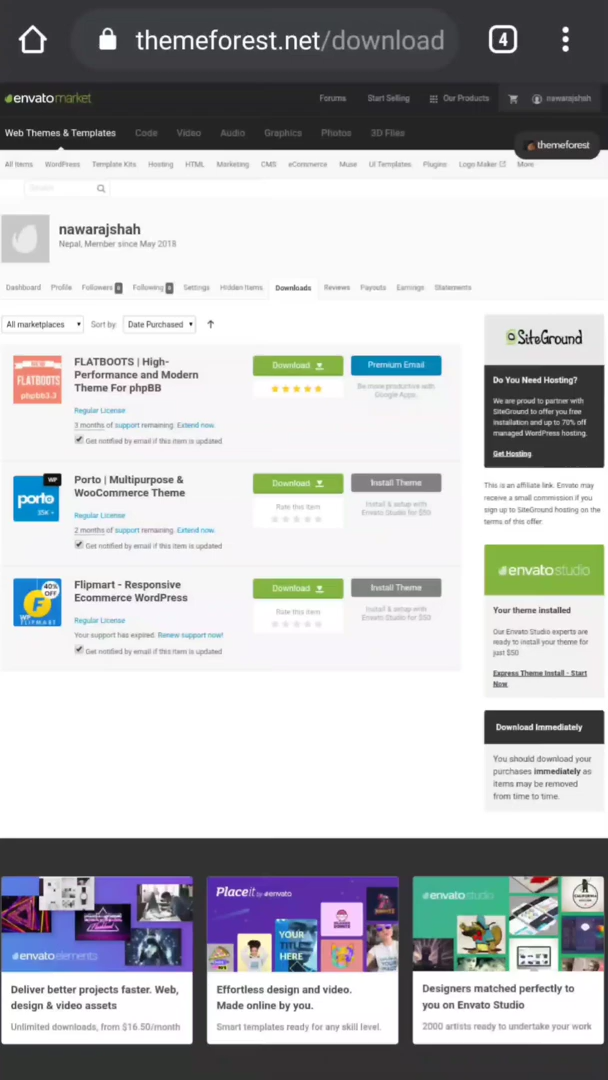 themeforest.net/download
4
envato market
Forums
Start Selling
Our Products
nawarajshah
Web Themes & Templates
Code
Video
Audio
Graphics
Photos
3D Files
themeforest
All Items
WordPress
Template Kits
Hosting
HTML
Marketing
CMS
eCommerce
Muse
UI Templates
Plugins
Logo Maker
More
nawarajshah
Nepal, Member since May 2018
Dashboard
Profile
Followers
Following
Settings
Hidden Items
Downloads
Reviews
Payouts
Earnings
Statements
All marketplaces
Sort by
Date Purchased
FLATBOOTS
phpbb3.3
FLATBOOTS | High-
Performance and Modern
Theme For phpBB
Regular License
3 months of support remaining. Extend now.
Get notified by email if this item is updated
Download
Premium Email
Be more productive with
Google Apps.
WP
porto
35K+
Porto | Multipurpose &
WooCommerce Theme
Regular License
2 months of support remaining. Extend now.
Get notified by email if this item is updated
Download
Rate this item
Install Theme
Install & setup with
Envato Studio for $50
40%
OFF
F
WP
FLIPMART
Flipmart - Responsive
Ecommerce WordPress
Regular License
Your support has expired. Renew support now!
Get notified by email if this item is updated
Download
Rate this item
Install Theme
Install & setup with
Envato Studio for $50
SiteGround
Do You Need Hosting?
We are proud to partner with
SiteGround to offer you free
installation and up to 70% off
managed WordPress hosting.
Get Hosting
This is an affiliate link. Envato may
receive a small commission if you
sign up to SiteGround hosting on the
terms of this offer.
envato studio
Your theme installed
Our Envato Studio experts are
ready to install your theme for
just $50
Express Theme Install - Start
Now
Download Immediately
You should download your
purchases immediately as
items may be removed
from time to time.
envato elements
Deliver better projects faster. Web,
design & video assets
Unlimited downloads, from $16.50/month
Placeit by envato
YOUR
TITLE
HERE
Effortless design and video.
Made online by you.
Smart templates ready for any skill level.
envato studio
Designers matched perfectly to
you on Envato Studio
2000 artists ready to undertake your work